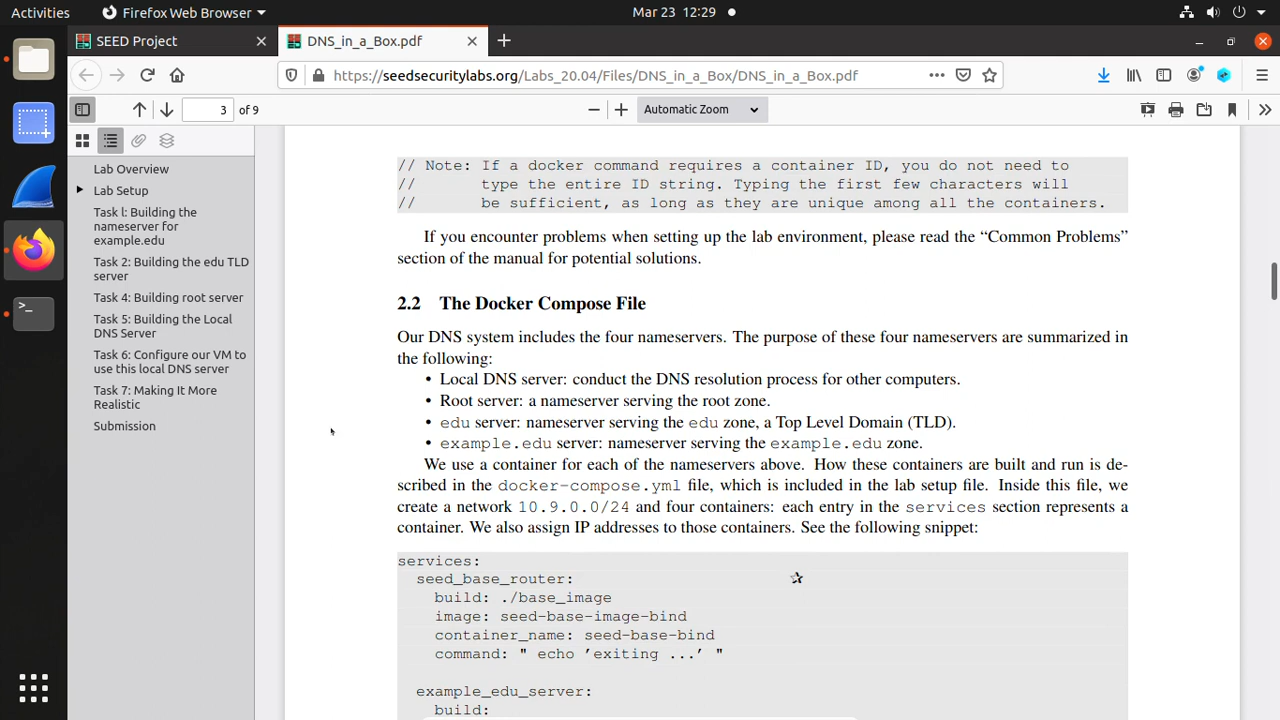 Activities
Firefox Web Browser
Mar 23 12:29
SEED Project
DNS_in_a_Box.pdf
https://seedsecuritylabs.org/Labs_20.04/Files/DNS_in_a_Box/DNS_in_a_Box.pdf
3 of 9
Automatic Zoom
Lab Overview
Lab Setup
Task l: Building the
nameserver for
example.edu
Task 2: Building the edu TLD
server
Task 4: Building root server
Task 5: Building the Local
DNS Server
Task 6: Configure our VM to
use this local DNS server
Task 7: Making It More
Realistic
Submission
// Note: If a docker command requires a container ID, you do not need to
// type the entire ID string. Typing the first few characters will
// be sufficient, as long as they are unique among all the containers.
If you encounter problems when setting up the lab environment, please read the “Common Problems”
section of the manual for potential solutions.
2.2 The Docker Compose File
Our DNS system includes the four nameservers. The purpose of these four nameservers are summarized in
the following:
• Local DNS server: conduct the DNS resolution process for other computers.
• Root server: a nameserver serving the root zone.
• edu server: nameserver serving the edu zone, a Top Level Domain (TLD).
• example.edu server: nameserver serving the example.edu zone.
We use a container for each of the nameservers above. How these containers are built and run is de-
scribed in the docker-compose.yml file, which is included in the lab setup file. Inside this file, we
create a network 10.9.0.0/24 and four containers: each entry in the services section represents a
container. We also assign IP addresses to those containers. See the following snippet:
services:
seed_base_router:
build: ./base_image
image: seed-base-image-bind
container_name: seed-base-bind
command: " echo ’exiting ...’ "
example_edu_server:
build: